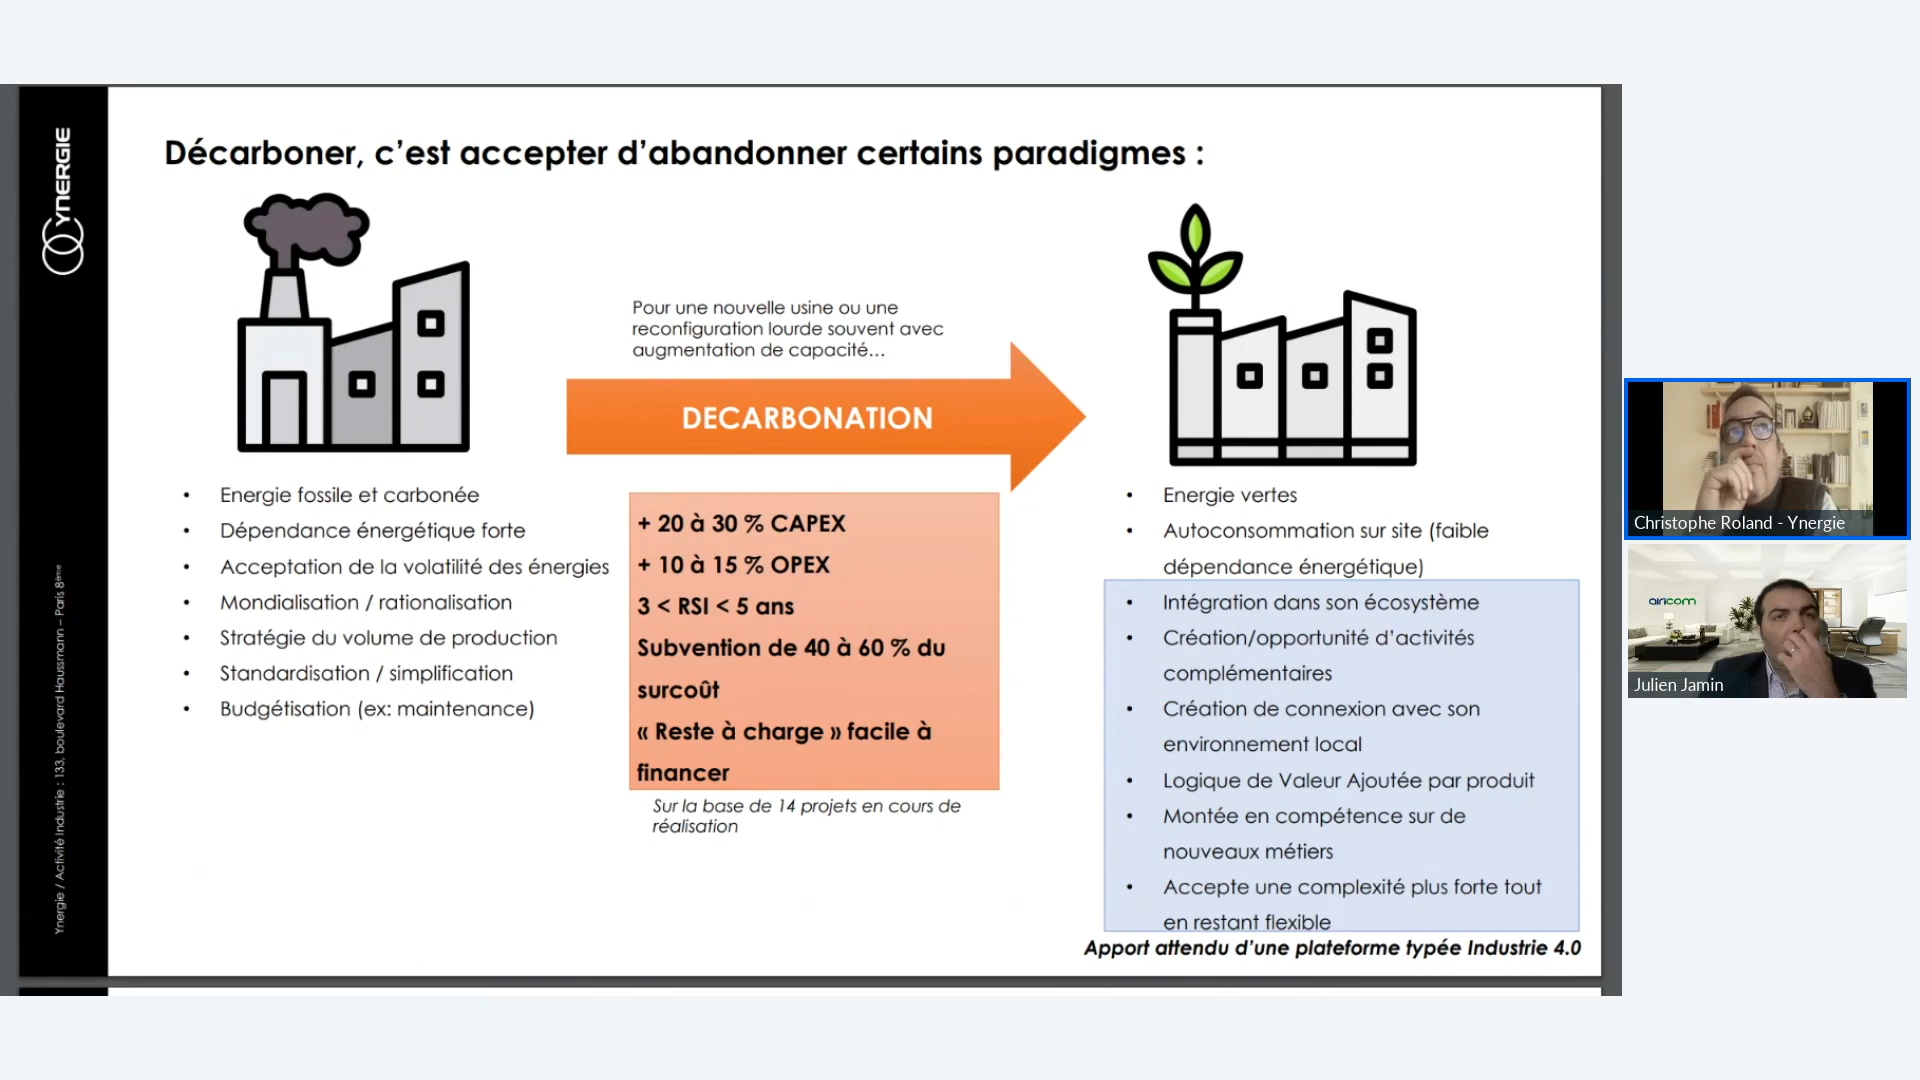 YNERGIE
Ynergie / Activité Industrie : 133, boulevard Haussmann – Paris 8ème
Décarboner, c’est accepter d’abandonner certains paradigmes :
Pour une nouvelle usine ou une
reconfiguration lourde souvent avec
augmentation de capacité…
DECARBONATION
• Energie fossile et carbonée
• Dépendance énergétique forte
• Acceptation de la volatilité des énergies
• Mondialisation / rationalisation
• Stratégie du volume de production
• Standardisation / simplification
• Budgétisation (ex: maintenance)
+ 20 à 30 % CAPEX
+ 10 à 15 % OPEX
3 < RSI < 5 ans
Subvention de 40 à 60 % du
surcoût
« Reste à charge » facile à
financer
Sur la base de 14 projets en cours de
réalisation
• Energie vertes
• Autoconsommation sur site (faible
dépendance énergétique)
• Intégration dans son écosystème
• Création/opportunité d’activités
complémentaires
• Création de connexion avec son
environnement local
• Logique de Valeur Ajoutée par produit
• Montée en compétence sur de
nouveaux métiers
• Accepte une complexité plus forte tout
en restant flexible
Apport attendu d’une plateforme typée Industrie 4.0
Christophe Roland - Ynergie
airicom
Julien Jamin